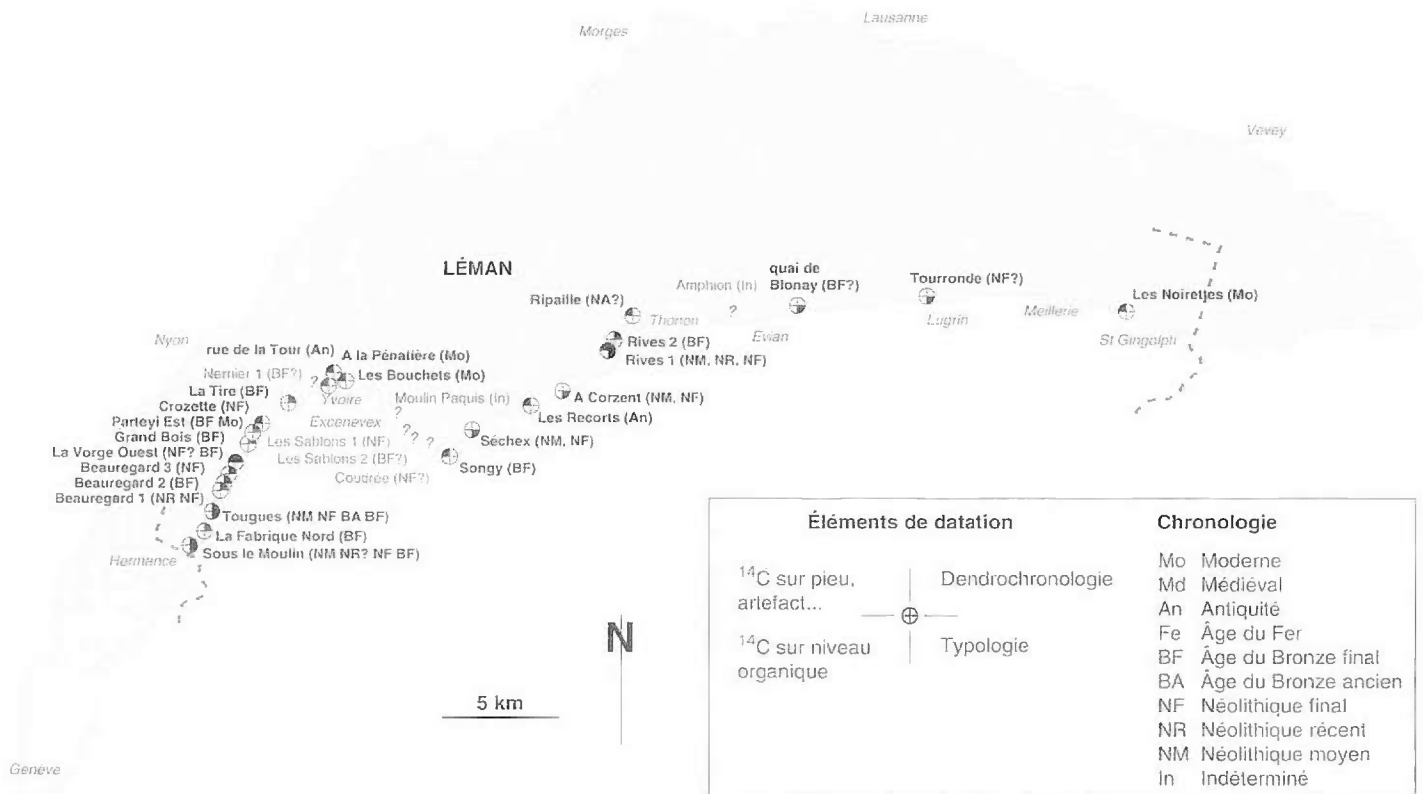 Lausanne
Morges
Vevey
LÉMAN
quai de
Blonay (BF?)
Amphion (In)
?
Tourronde (NF?)
Les Noirettes (Mo)
Ripaille (NA?)
Thonon
Evian
Lugrin
Meillerie
St Gingolph
Nyon
rue de la Tour (An)
A la Pénalière (Mo)
Rives 2 (BF)
Rives 1 (NM, NR, NF)
Nernier 1 (BF?)
?
Les Bouchets (Mo)
La Tire (BF)
Yvoire
Moulin Paquis (In)
?
A Corzent (NM, NF)
Crozette (NF)
Les Recorts (An)
Parteyi Est (BF Mo)
Excenevex
? ? ?
Grand Bois (BF)
Les Sablons 1 (NF)
Séchex (NM, NF)
La Vorge Ouest (NF? BF)
Les Sablons 2 (BF?)
Songy (BF)
Beauregard 3 (NF)
Coudrée (NF?)
Beauregard 2 (BF)
Beauregard 1 (NR NF)
Tougues (NM NF BA BF)
La Fabrique Nord (BF)
Sous le Moulin (NM NR? NF BF)
Hermance
N
5 km
Genève
Éléments de datation
14C sur pieu,
artefact...
Dendrochronologie
14C sur niveau
organique
Typologie
Chronologie
Mo Moderne
Md Médiéval
An Antiquité
Fe Âge du Fer
BF Âge du Bronze final
BA Âge du Bronze ancien
NF Néolithique final
NR Néolithique récent
NM Néolithique moyen
In Indéterminé